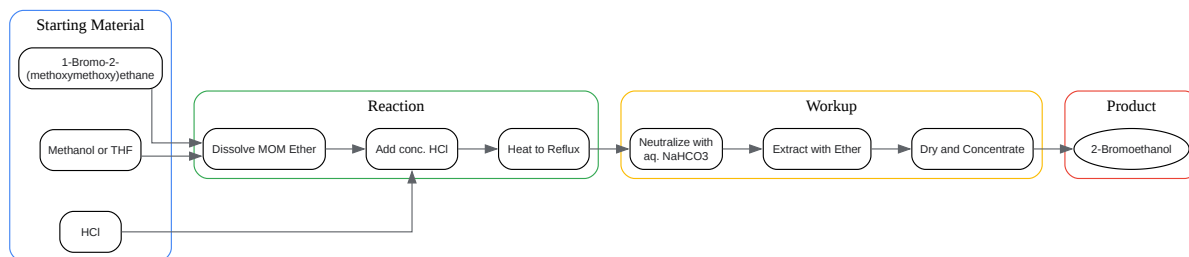 Starting Material
1-Bromo-2-
(methoxymethoxy)ethane
Methanol or THF
HCl
Reaction
Dissolve MOM Ether
Add conc. HCl
Heat to Reflux
Workup
Neutralize with
aq. NaHCO3
Extract with Ether
Dry and Concentrate
Product
2-Bromoethanol